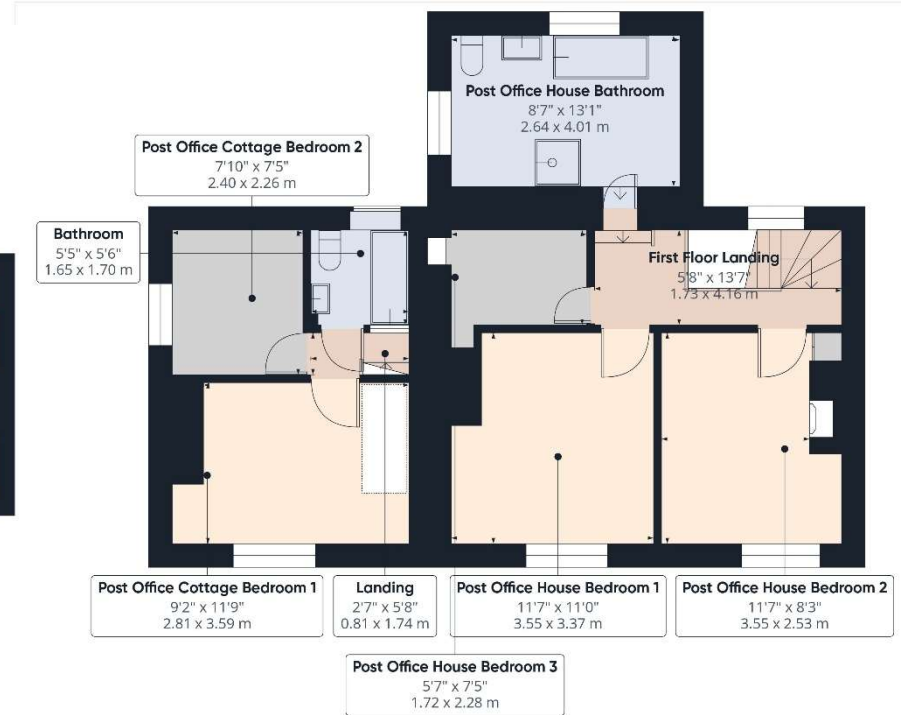 Post Office House Bathroom
8'7" x 13'1"
2.64 x 4.01 m
Post Office Cottage Bedroom 2
7'10" x 7'5"
2.40 x 2.26 m
Bathroom
5'5" x 5'6"
1.65 x 1.70 m
First Floor Landing
5'8" x 13'7"
1.73 x 4.16 m
Post Office Cottage Bedroom 1
9'2" x 11'9"
2.81 x 3.59 m
Landing
2'7" x 5'8"
0.81 x 1.74 m
Post Office House Bedroom 1
11'7" x 11'0"
3.55 x 3.37 m
Post Office House Bedroom 2
11'7" x 8'3"
3.55 x 2.53 m
Post Office House Bedroom 3
5'7" x 7'5"
1.72 x 2.28 m